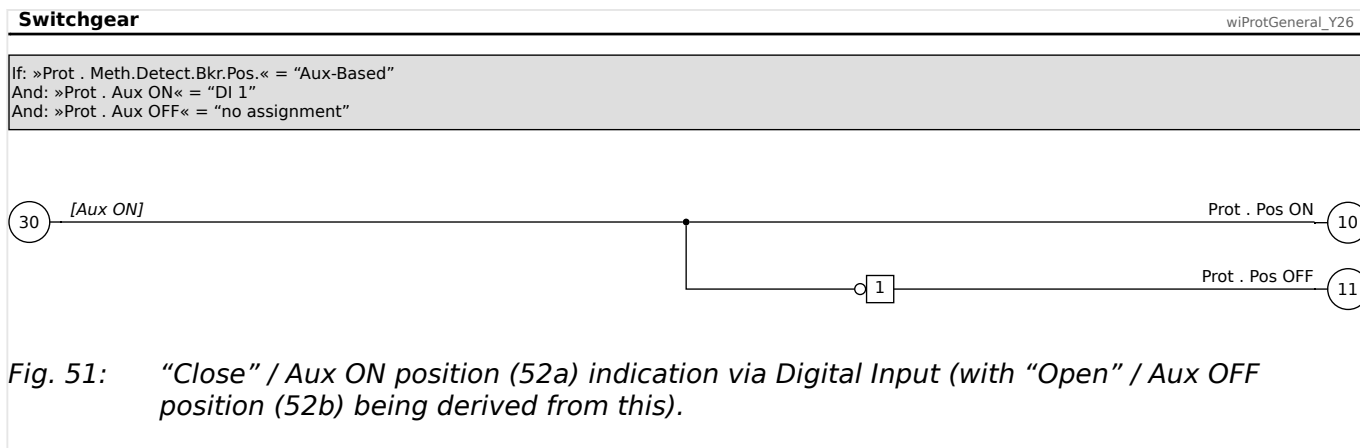 Switchgear
wiProtGeneral_Y26
If: »Prot . Meth.Detect.Bkr.Pos.« = “Aux-Based”
And: »Prot . Aux ON« = “DI 1”
And: »Prot . Aux OFF« = “no assignment”
30
[Aux ON]
Prot . Pos ON
10
1
Prot . Pos OFF
11
Fig. 51: “Close” / Aux ON position (52a) indication via Digital Input (with “Open” / Aux OFF
position (52b) being derived from this).